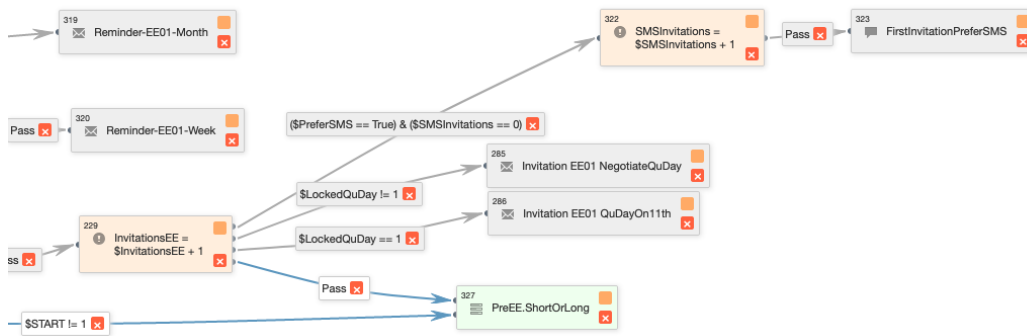 319
Reminder-EE01-Month
322
SMSInvitations =
$SMSInvitations + 1
Pass
323
FirstInvitationPreferSMS
Pass
320
Reminder-EE01-Week
($PreferSMS == True) & ($SMSInvitations == 0)
285
Invitation EE01 NegotiateQuDay
$LockedQuDay != 1
286
Invitation EE01 QuDayOn11th
229
InvitationsEE =
$InvitationsEE + 1
$LockedQuDay == 1
ss
Pass
327
PreEE.ShortOrLong
$START != 1